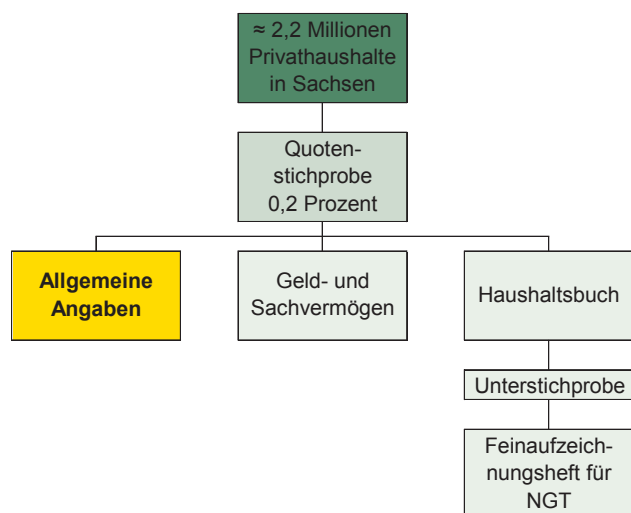 ≈ 2,2 Millionen
Privathaushalte
in Sachsen
Quoten-
stichprobe
0,2 Prozent
Allgemeine
Angaben
Geld- und
Sachvermögen
Haushaltsbuch
Unterstichprobe
Feinaufzeich-
nungsheft für
NGT